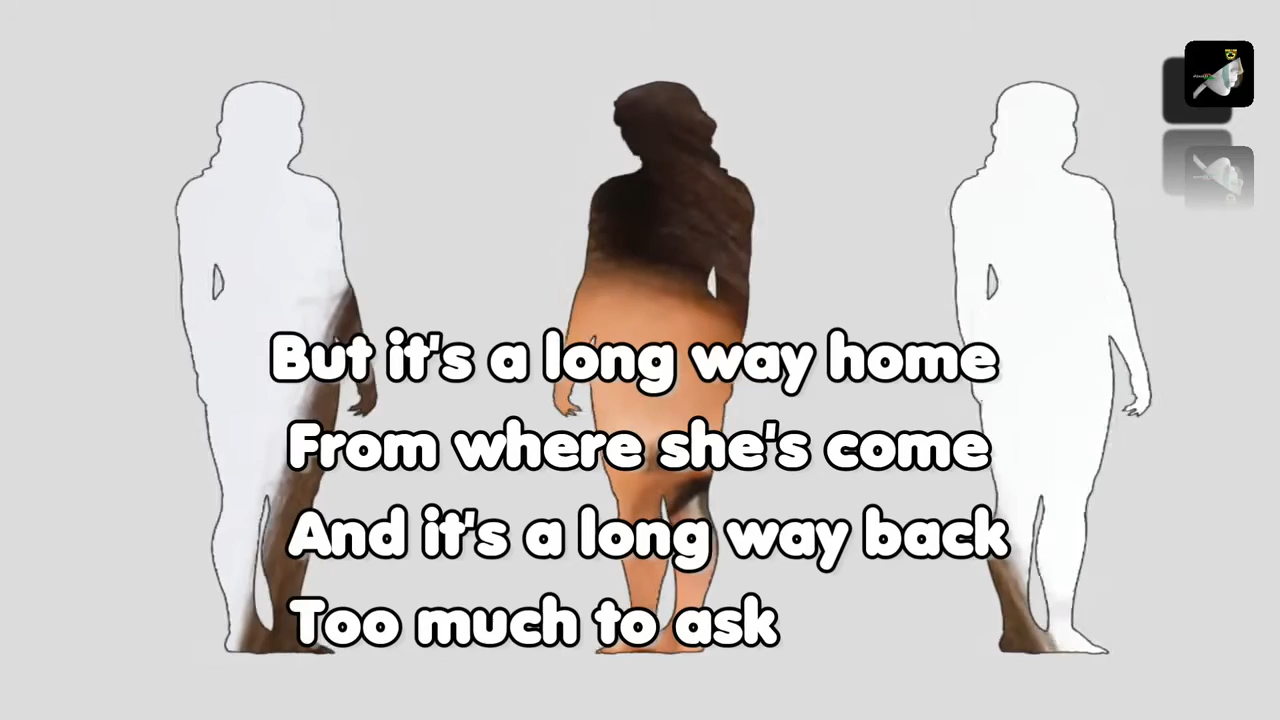 But it's a long way home
From where she's come
And it's a long way back
Too much to ask